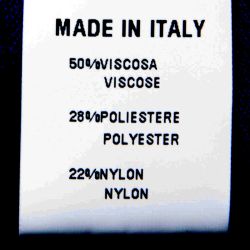 MADE IN ITALY
50%VISCOSA
VISCOSE
28%POLIESTERE
POLYESTER
22%NYLON
NYLON